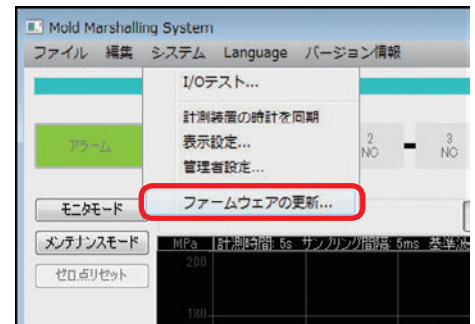 Mold Marshalling System
ファイル 編集 システム Language バージョン情報
I/Oテスト...
計測装置の時計を同期
表示設定...
管理者設定...
ファームウェアの更新...
アラーム
2
NC
3
NC
モニタモード
メンテナンスモード
ゼロ点リセット
MPa 計測時間: 5s サンプリング間隔: 5ms 基準波
200
180